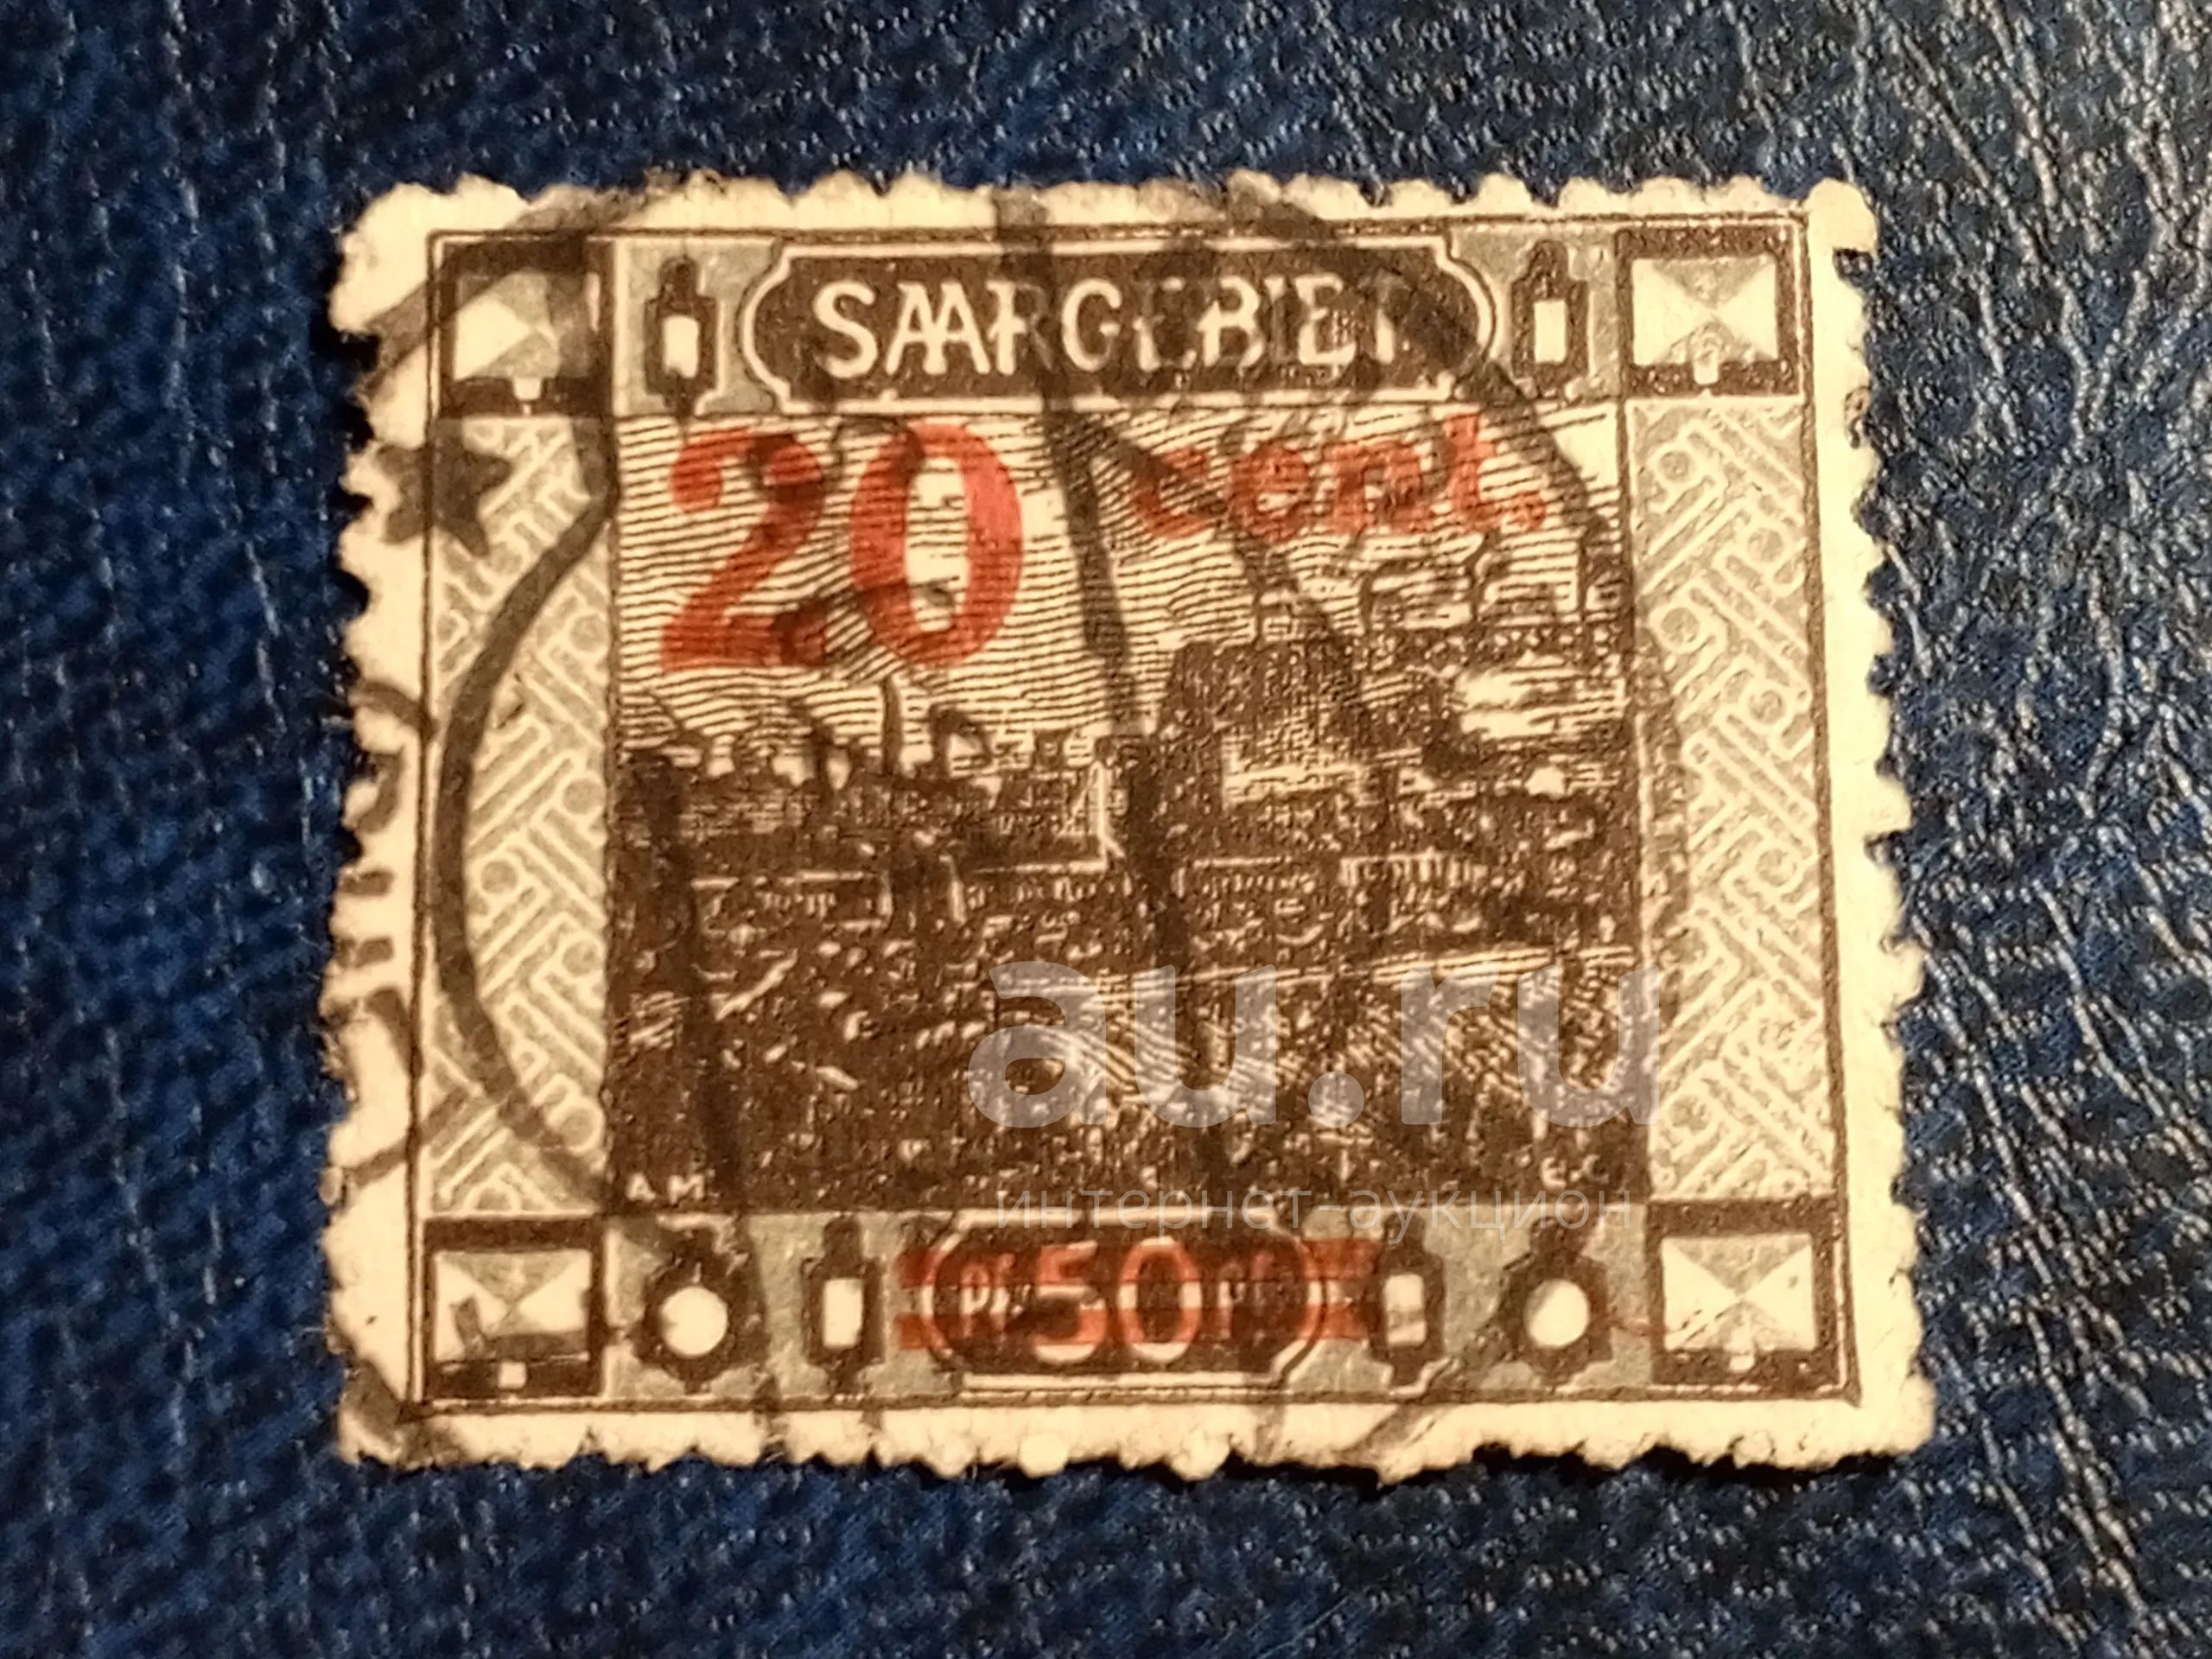 SAARGEBIET
20 cent.
au.ru
A.M.
интернет-аукцион
Pf. 50 Pf.